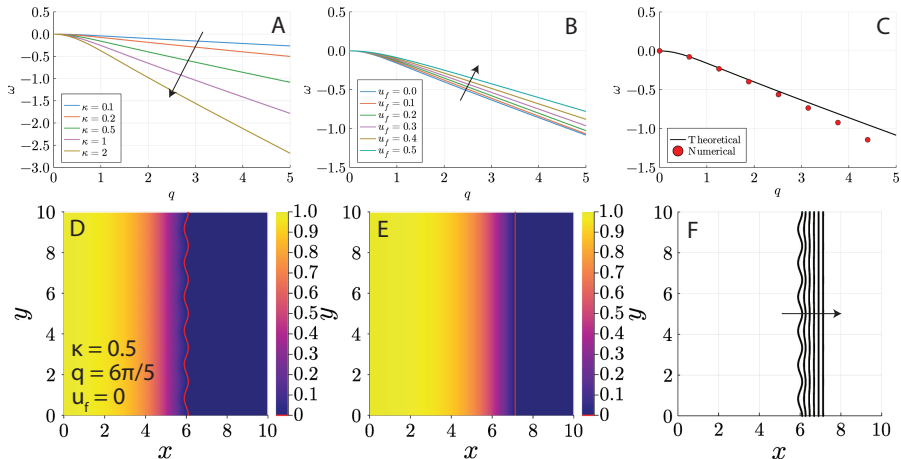 A
0.5
0.0
−0.5
−1.0
−1.5
−2.0
−2.5
−3.0
ω
0
1
2
3
4
5
q
κ = 0.1
κ = 0.2
κ = 0.5
κ = 1
κ = 2
B
0.5
0.0
−0.5
−1.0
−1.5
ω
0
1
2
3
4
5
q
u_f = 0.0
u_f = 0.1
u_f = 0.2
u_f = 0.3
u_f = 0.4
u_f = 0.5
C
0.5
0.0
−0.5
−1.0
−1.5
ω
0
1
2
3
4
5
q
Theoretical
Numerical
D
10
8
6
4
2
0
y
0 2 4 6 8 10
x
κ = 0.5
q = 6π/5
u_f = 0
1.0
0.9
0.8
0.7
0.6
0.5
0.4
0.3
0.2
0.1
0
E
10
8
6
4
2
0
y
0 2 4 6 8 10
x
1.0
0.9
0.8
0.7
0.6
0.5
0.4
0.3
0.2
0.1
0
F
10
8
6
4
2
0
y
0 2 4 6 8 10
x